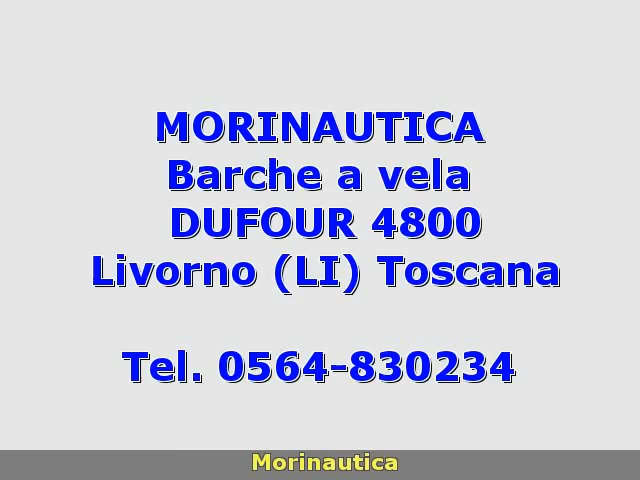 MORINAUTICA
Barche a vela
DUFOUR 4800
Livorno (LI) Toscana
Tel. 0564-830234
Morinautica